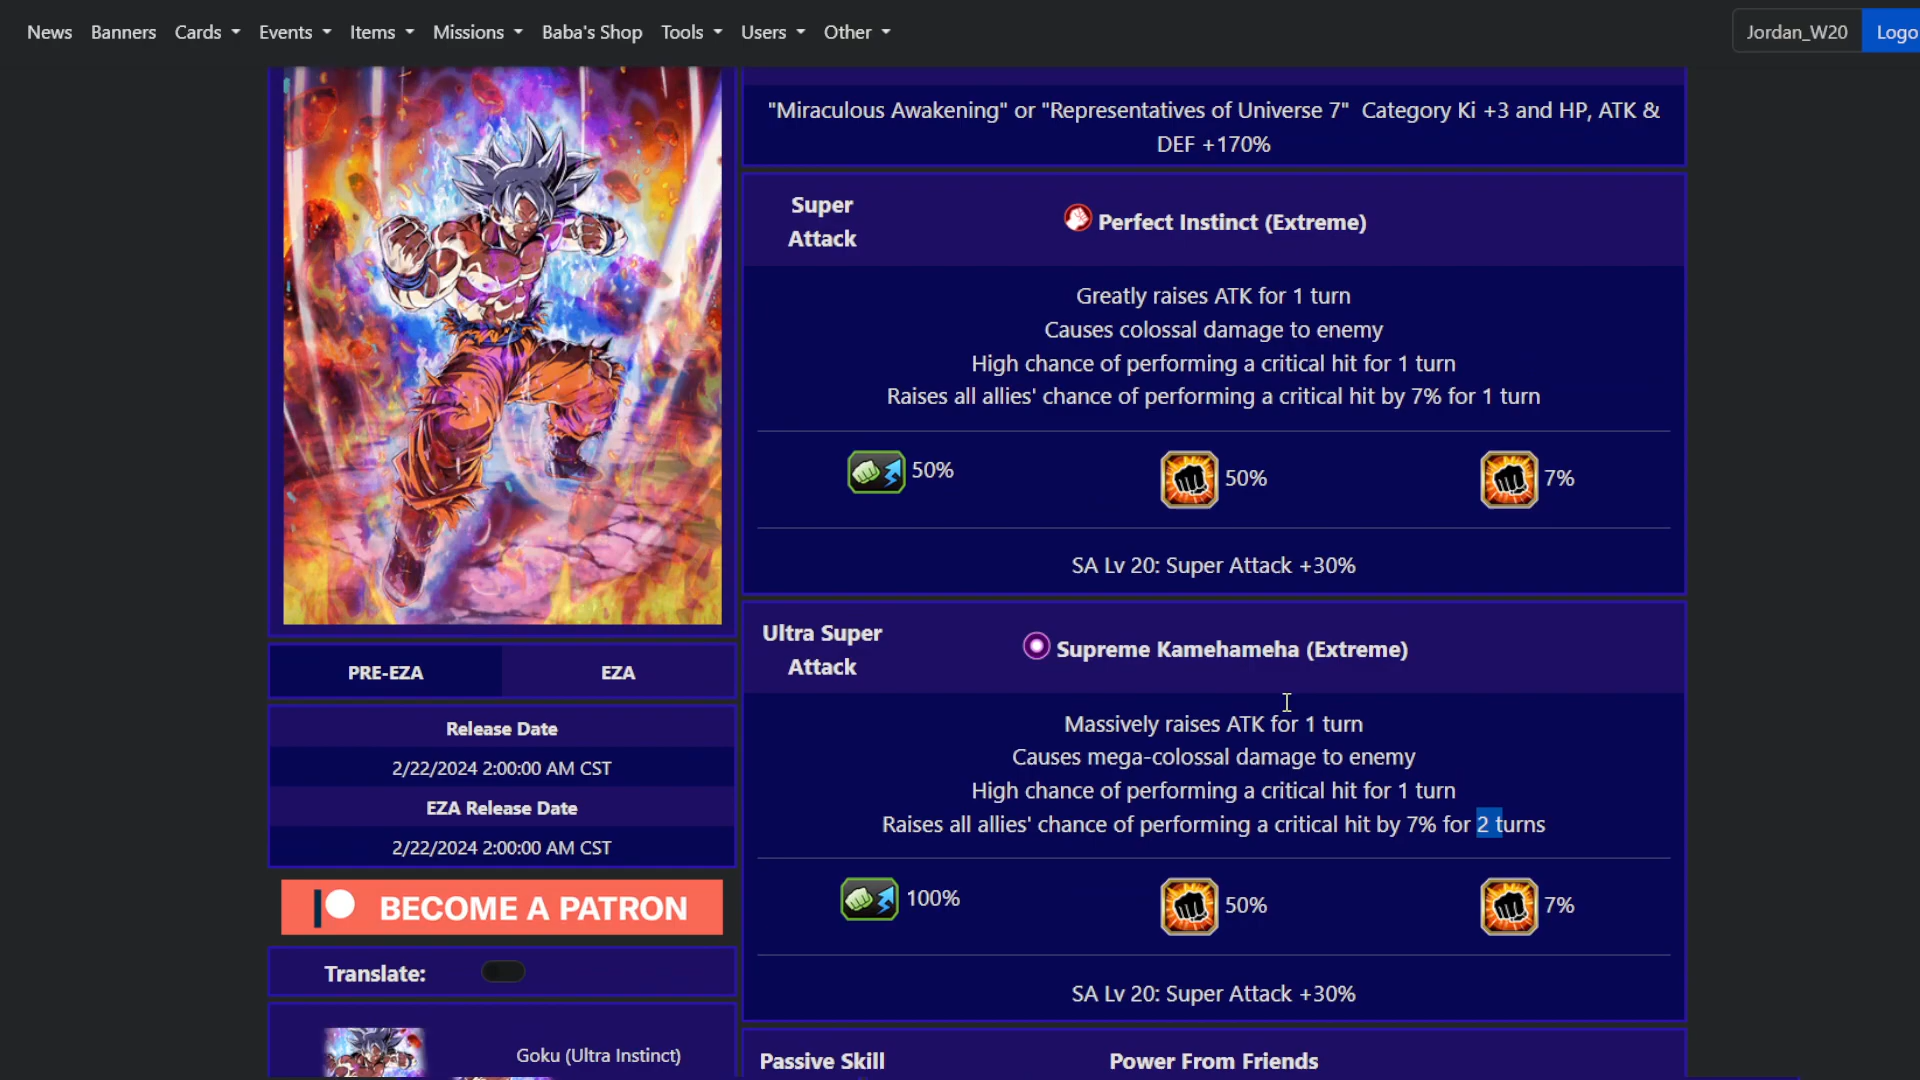 News Banners Cards Events Items Missions Baba's Shop Tools Users Other Jordan_W20 Logo
"Miraculous Awakening" or "Representatives of Universe 7" Category Ki +3 and HP, ATK &
DEF +170%
Super
Attack
Perfect Instinct (Extreme)
Greatly raises ATK for 1 turn
Causes colossal damage to enemy
High chance of performing a critical hit for 1 turn
Raises all allies' chance of performing a critical hit by 7% for 1 turn
50% 50% 7%
SA Lv 20: Super Attack +30%
Ultra Super
Attack
Supreme Kamehameha (Extreme)
Massively raises ATK for 1 turn
Causes mega-colossal damage to enemy
High chance of performing a critical hit for 1 turn
Raises all allies' chance of performing a critical hit by 7% for 2 turns
100% 50% 7%
SA Lv 20: Super Attack +30%
Passive Skill
Power From Friends
PRE-EZA EZA
Release Date
2/22/2024 2:00:00 AM CST
EZA Release Date
2/22/2024 2:00:00 AM CST
BECOME A PATRON
Translate:
Goku (Ultra Instinct)